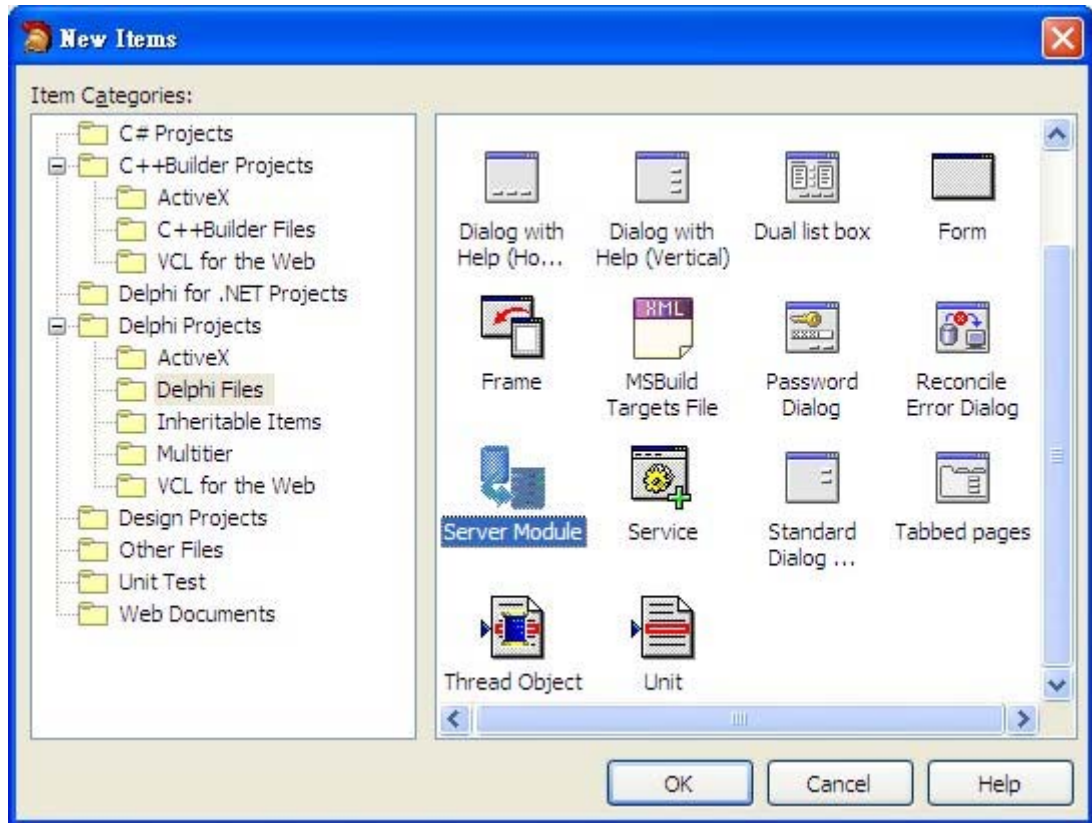 New Items
Item Categories:
C# Projects
C++Builder Projects
ActiveX
C++Builder Files
VCL for the Web
Delphi for .NET Projects
Delphi Projects
ActiveX
Delphi Files
Inheritable Items
Multitier
VCL for the Web
Design Projects
Other Files
Unit Test
Web Documents
Dialog with
Help (Ho...
Dialog with
Help (Vertical)
Dual list box
Form
Frame
XML
MSBuild
Targets File
Password
Dialog
Reconcile
Error Dialog
Server Module
Service
Standard
Dialog ...
Tabbed pages
Thread Object
Unit
OK
Cancel
Help